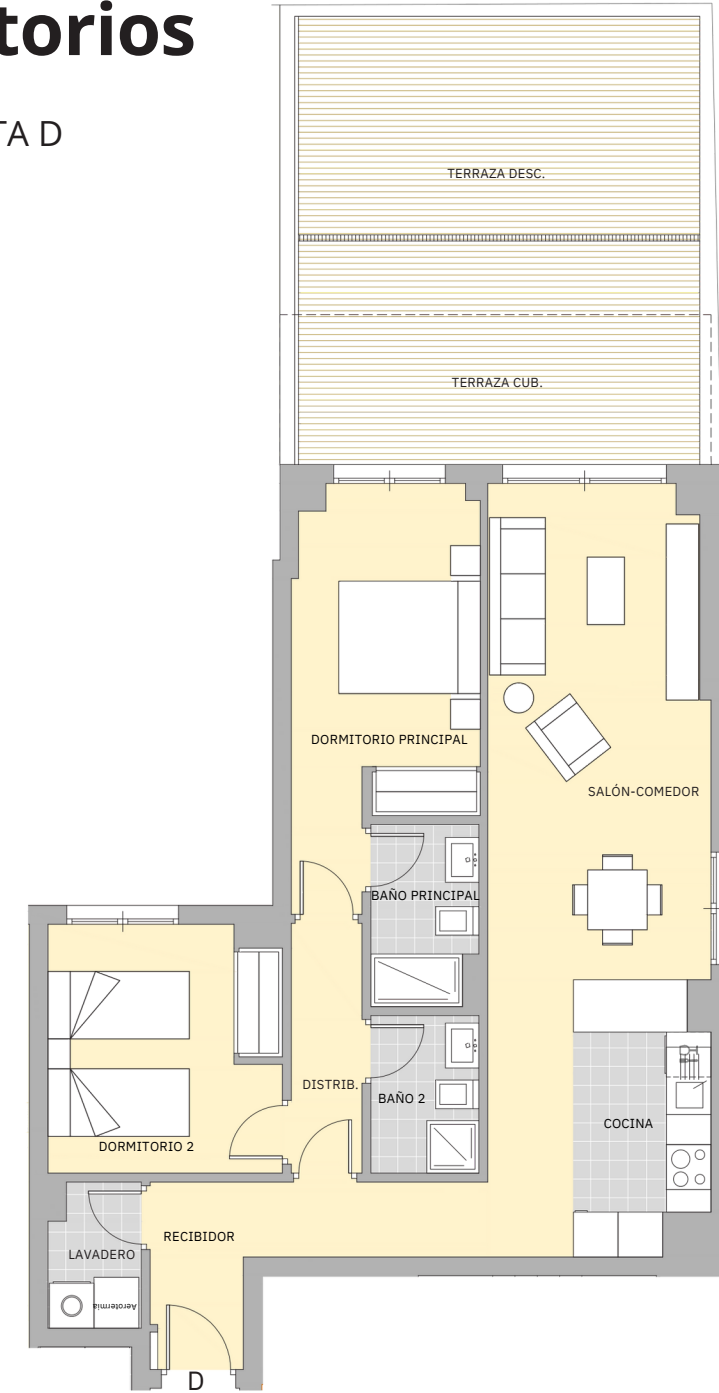 torios
TA D
TERRAZA DESC.
TERRAZA CUB.
DORMITORIO PRINCIPAL
SALÓN-COMEDOR
BAÑO PRINCIPAL
DISTRIB.
BAÑO 2
COCINA
DORMITORIO 2
RECIBIDOR
LAVADERO
Aerotermia
D